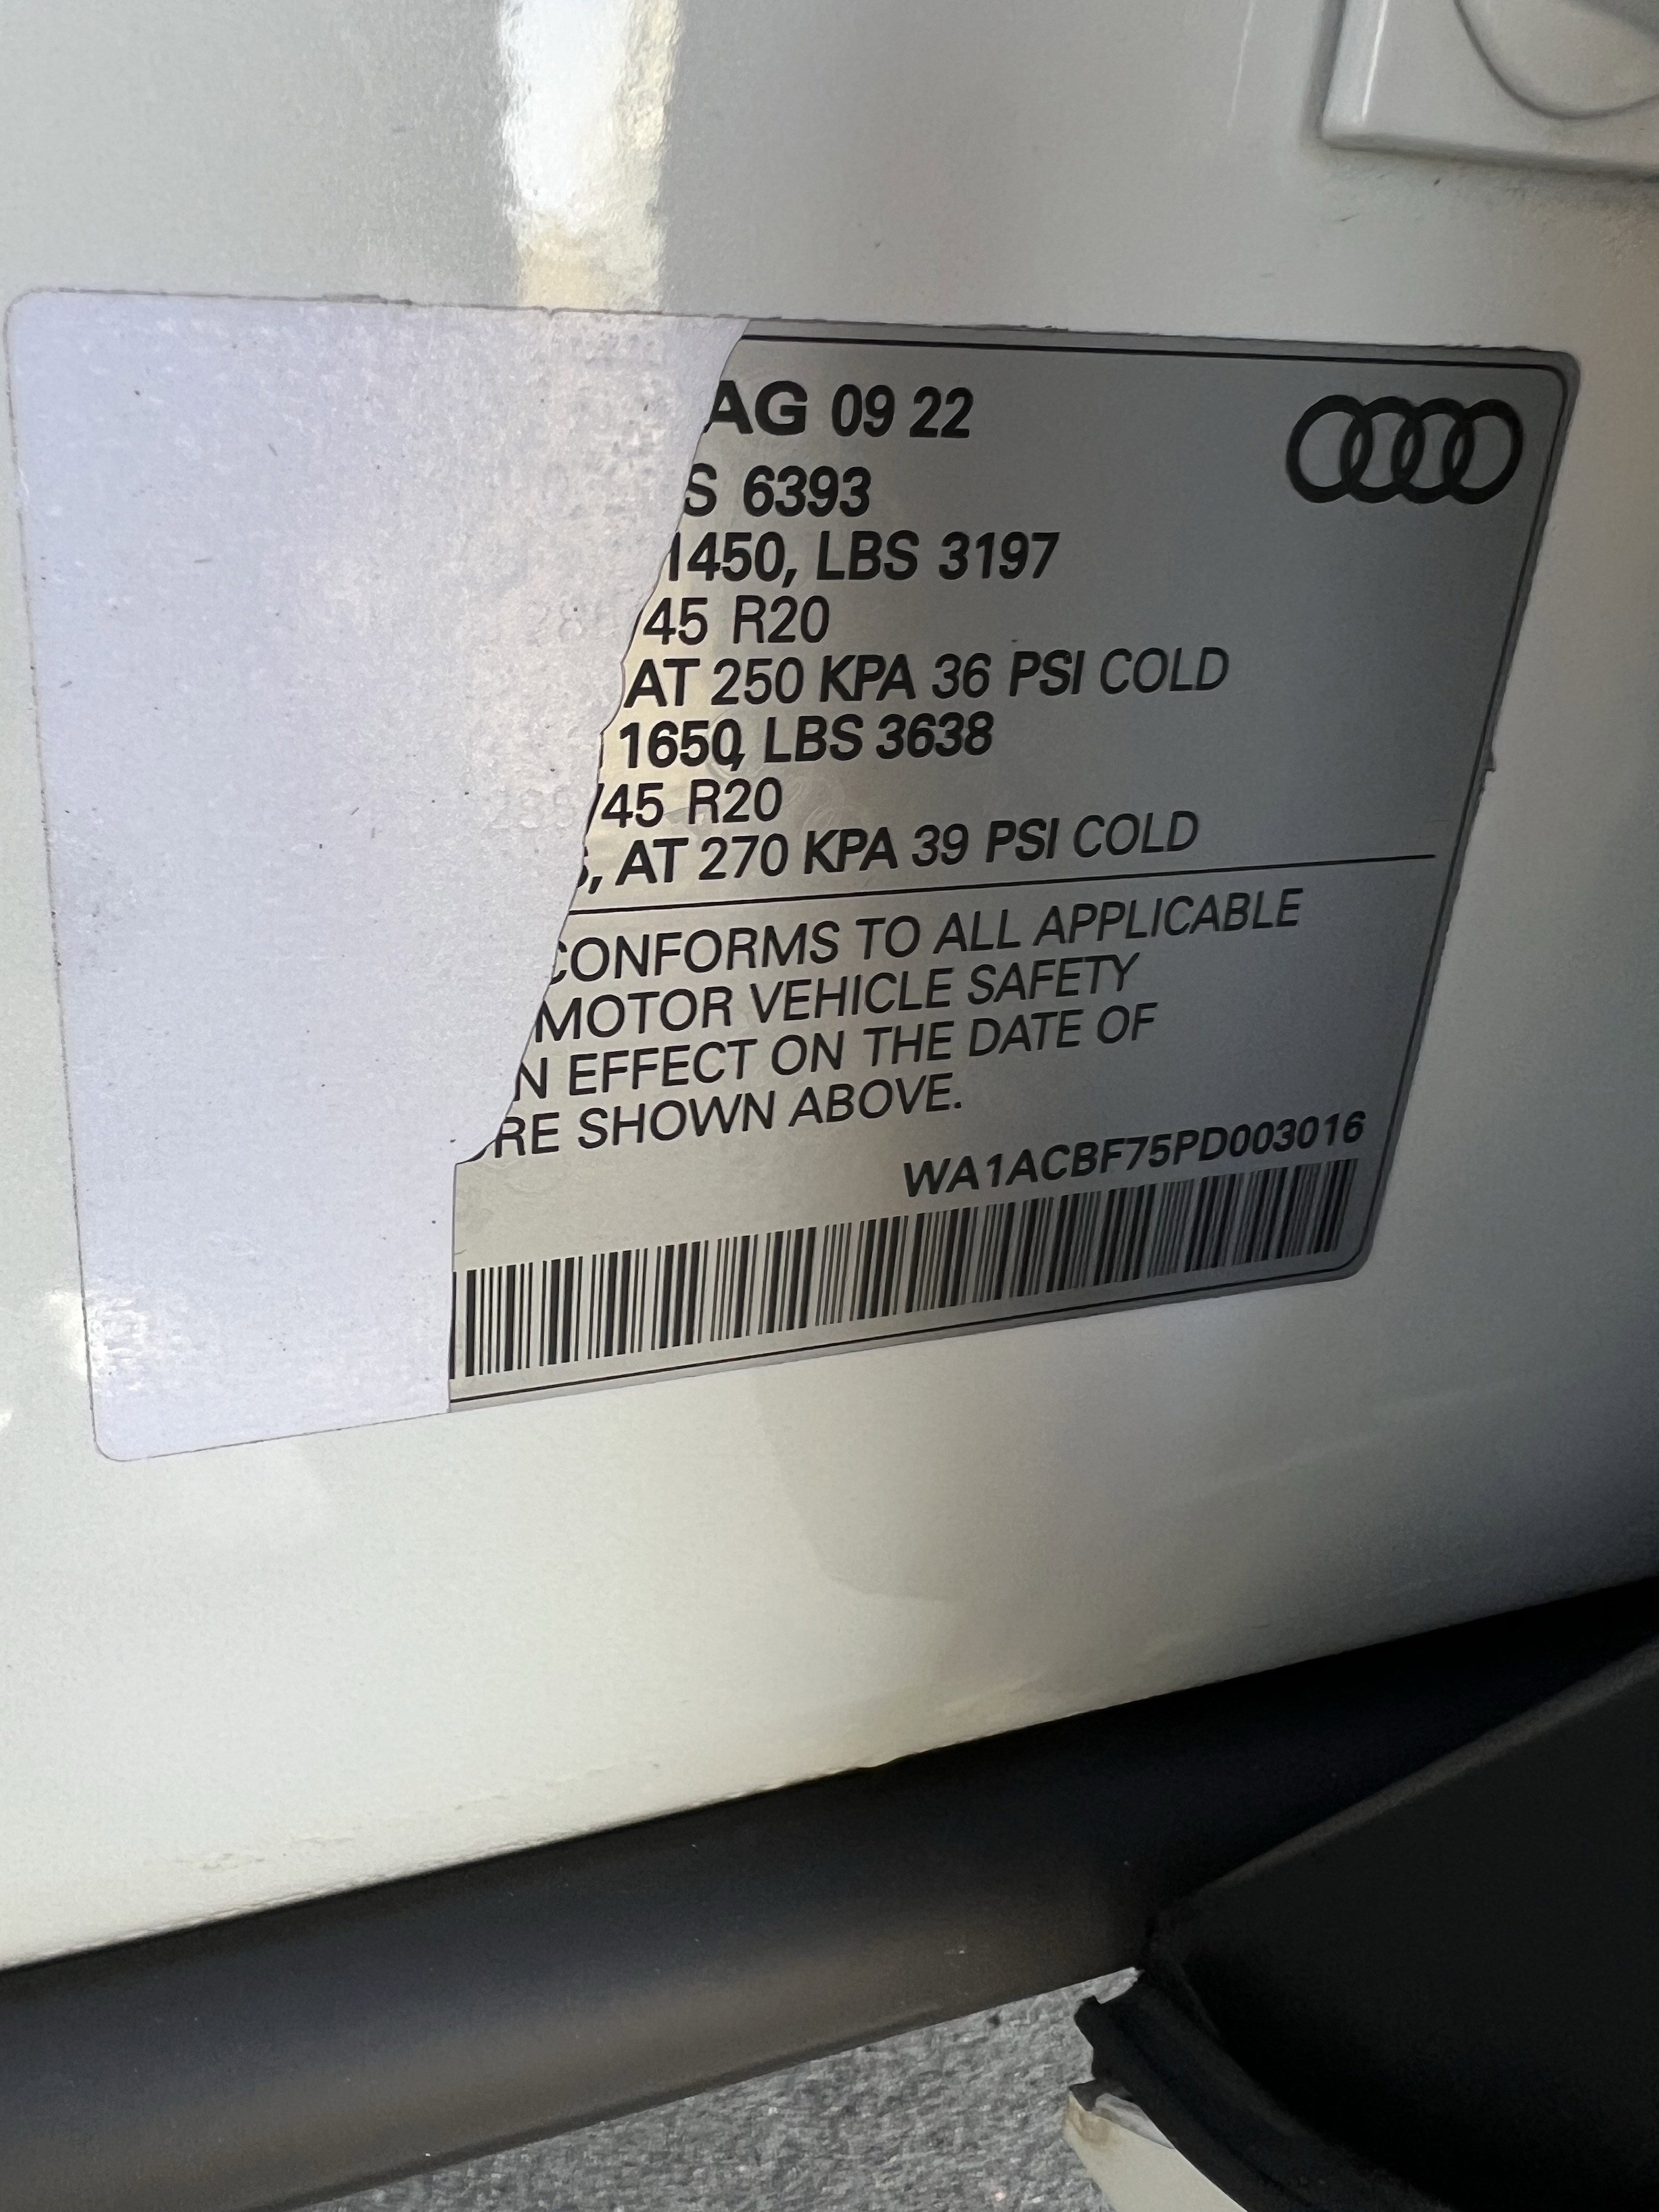 AG 09 22
S 6393
1450, LBS 3197
45 R20
AT 250 KPA 36 PSI COLD
1650, LBS 3638
/45 R20
, AT 270 KPA 39 PSI COLD
CONFORMS TO ALL APPLICABLE
MOTOR VEHICLE SAFETY
N EFFECT ON THE DATE OF
RE SHOWN ABOVE.
WA1ACBF75PD003016